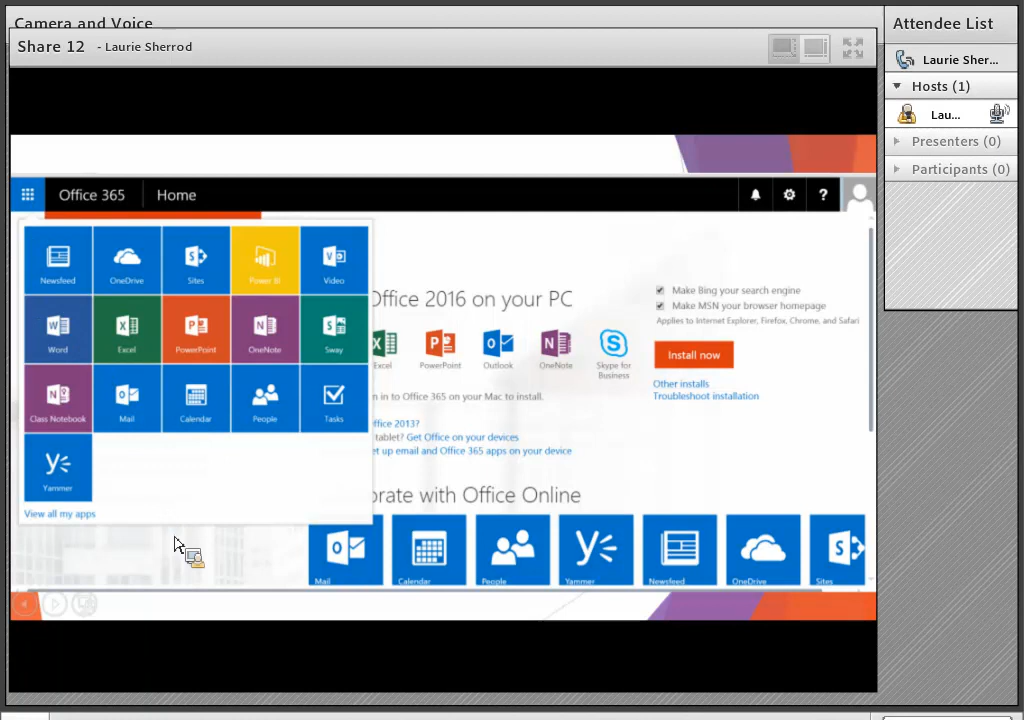 Camera and Voice
Attendee List
Share 12 - Laurie Sherrod
Laurie Sher...
Hosts (1)
Lau...
Presenters (0)
Participants (0)
Office 365 Home ?
Newsfeed OneDrive Sites Power BI Video
Word Excel PowerPoint OneNote Sway
Class Notebook Mail Calendar People Tasks
Yammer
View all my apps
Office 2016 on your PC
Excel PowerPoint Outlook OneNote Skype for
Business
n in to Office 365 on your Mac to install.
ffice 2013?
tablet? Get Office on your devices
et up email and Office 365 apps on your device
Make Bing your search engine
Make MSN your browser homepage
Applies to Internet Explorer, Firefox, Chrome, and Safari
Install now
Other installs
Troubleshoot installation
orate with Office Online
Mail Calendar People Yammer Newsfeed OneDrive Sites